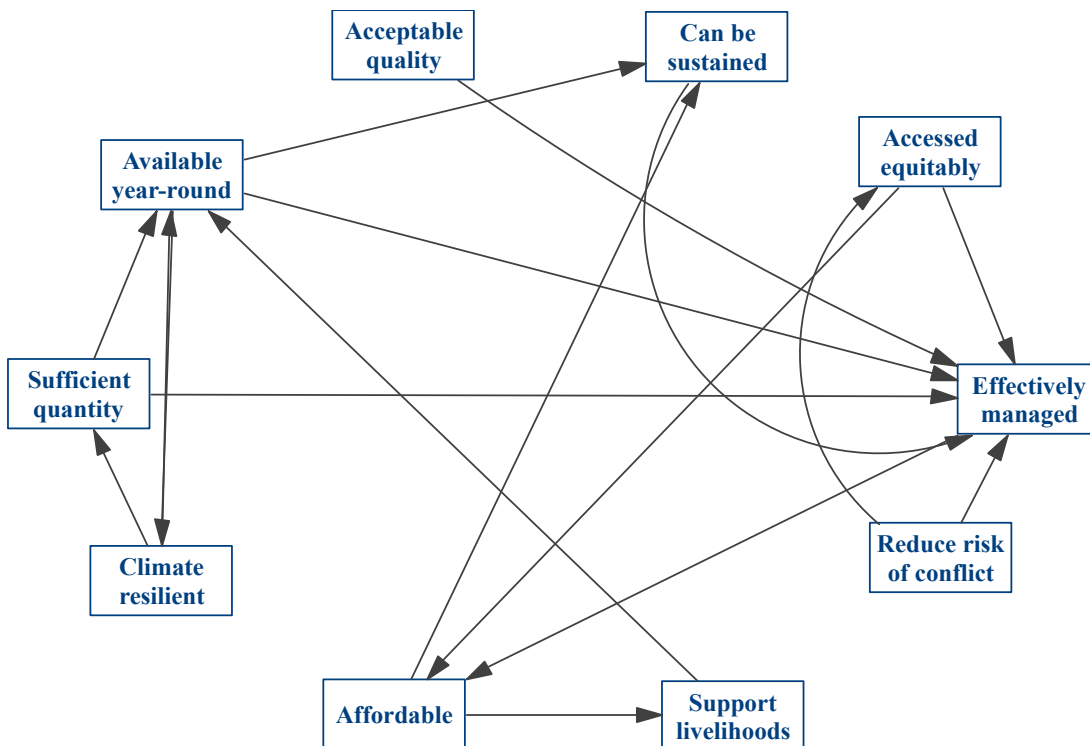 Acceptable
quality
Can be
sustained
Accessed
equitably
Available
year-round
Sufficient
quantity
Effectively
managed
Climate
resilient
Reduce risk
of conflict
Affordable
Support
livelihoods